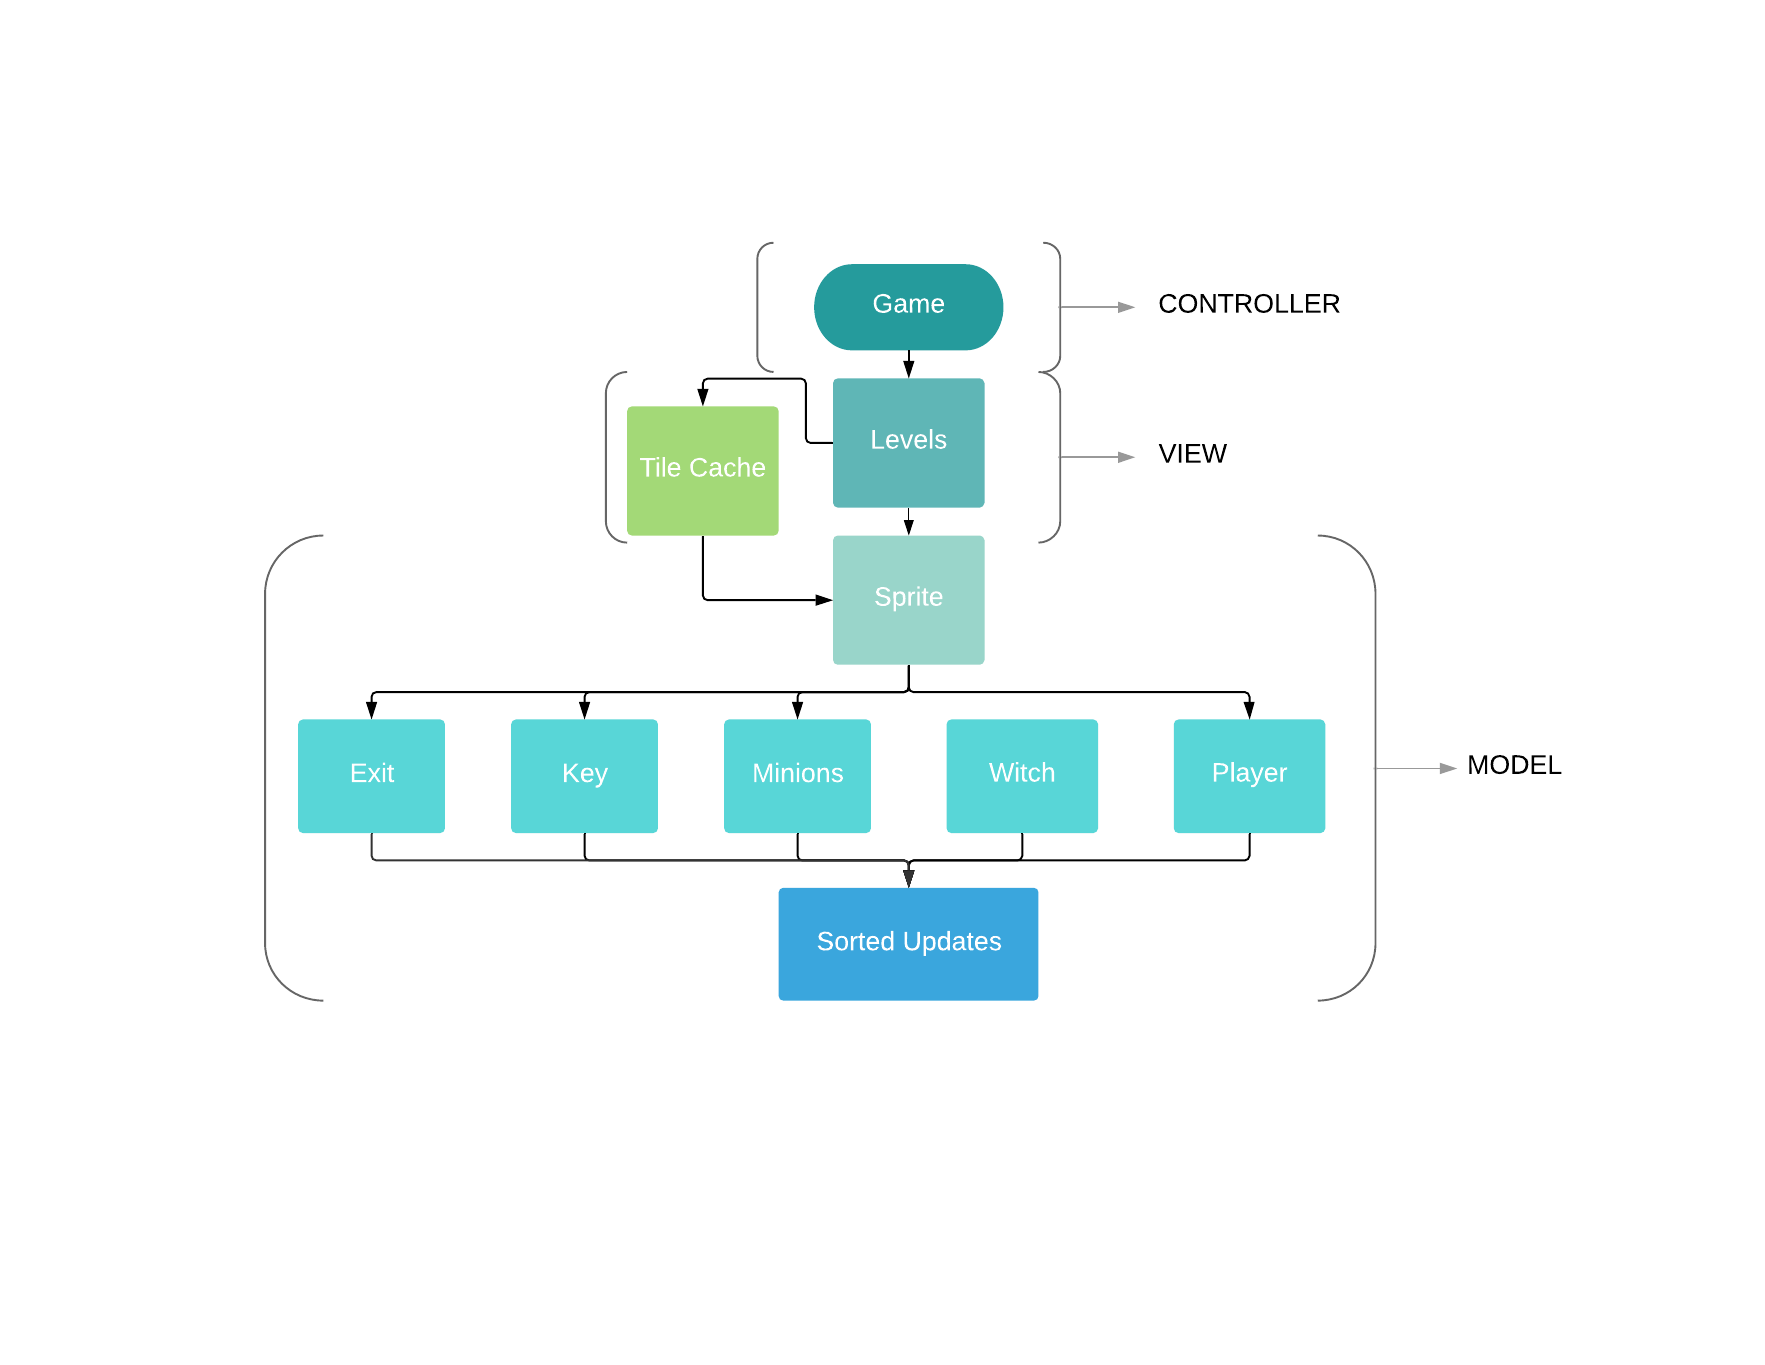 Game
CONTROLLER
Levels
Tile Cache
VIEW
Sprite
Exit
Key
Minions
Witch
Player
MODEL
Sorted Updates